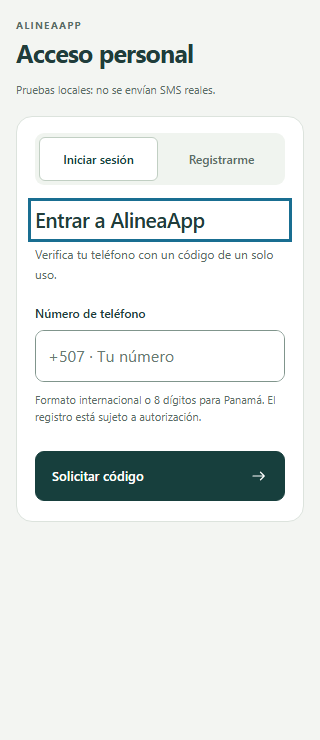 ALINEAAPP
Acceso personal
Pruebas locales: no se envían SMS reales.
Iniciar sesión
Registrarme
Entrar a AlineaApp
Verifica tu teléfono con un código de un solo
uso.
Número de teléfono
+507 · Tu número
Formato internacional o 8 dígitos para Panamá. El
registro está sujeto a autorización.
Solicitar código →